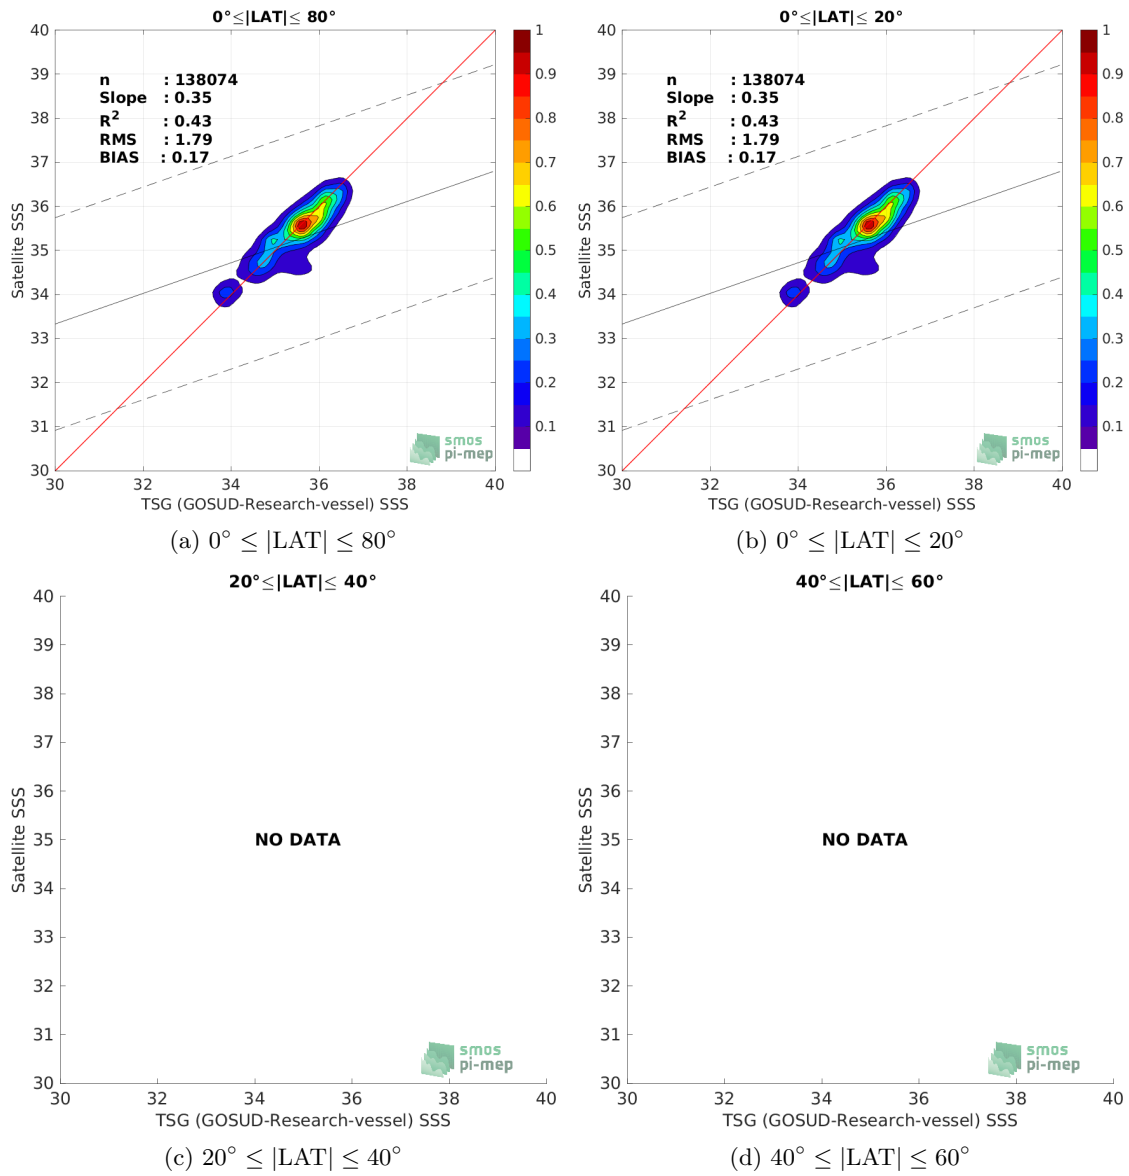 0°≤|LAT|≤ 80°
40
39
38
37
36
35
34
33
32
31
30
n : 138074
Slope : 0.35
R² : 0.43
RMS : 1.79
BIAS : 0.17
Satellite SSS
smos
pi-mep
30 32 34 36 38 40
TSG (GOSUD-Research-vessel) SSS
1
0.9
0.8
0.7
0.6
0.5
0.4
0.3
0.2
0.1
(a) 0° ≤ |LAT| ≤ 80°
0°≤|LAT|≤ 20°
40
39
38
37
36
35
34
33
32
31
30
n : 138074
Slope : 0.35
R² : 0.43
RMS : 1.79
BIAS : 0.17
Satellite SSS
smos
pi-mep
30 32 34 36 38 40
TSG (GOSUD-Research-vessel) SSS
1
0.9
0.8
0.7
0.6
0.5
0.4
0.3
0.2
0.1
(b) 0° ≤ |LAT| ≤ 20°
20°≤|LAT|≤ 40°
40
39
38
37
36
35
34
33
32
31
30
Satellite SSS
NO DATA
smos
pi-mep
30 32 34 36 38 40
TSG (GOSUD-Research-vessel) SSS
(c) 20° ≤ |LAT| ≤ 40°
40°≤|LAT|≤ 60°
40
39
38
37
36
35
34
33
32
31
30
Satellite SSS
NO DATA
smos
pi-mep
30 32 34 36 38 40
TSG (GOSUD-Research-vessel) SSS
(d) 40° ≤ |LAT| ≤ 60°